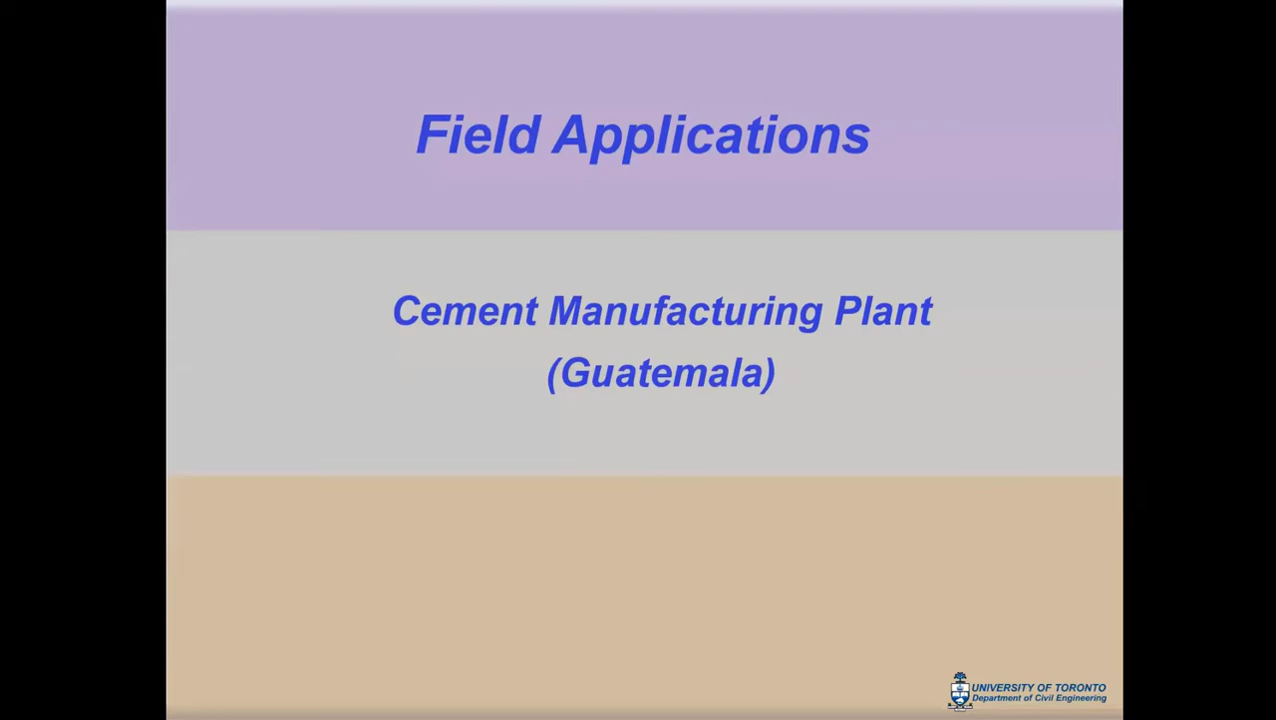 Field Applications
Cement Manufacturing Plant
(Guatemala)
UNIVERSITY OF TORONTO
Department of Civil Engineering